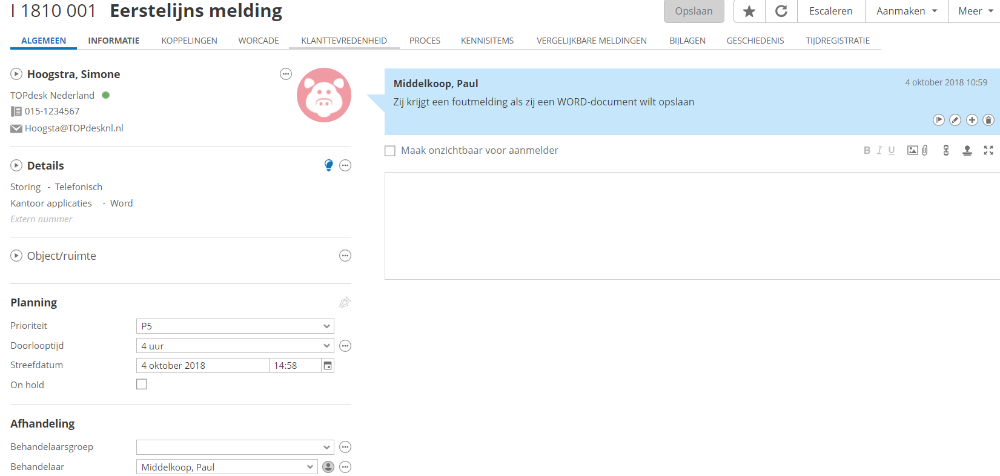 I 1810 001 Eerstelijns melding
Opslaan Escaleren Aanmaken Meer
ALGEMEEN INFORMATIE KOPPELINGEN WORCADE KLANTTEVREDENHEID PROCES KENNISITEMS VERGELIJKBARE MELDINGEN BIJLAGEN GESCHIEDENIS TIJDREGISTRATIE
Hoogstra, Simone
TOPdesk Nederland
015-1234567
Hoogsta@TOPdesknl.nl
Middelkoop, Paul 4 oktober 2018 10:59
Zij krijgt een foutmelding als zij een WORD-document wilt opslaan
Maak onzichtbaar voor aanmelder B I U
Details
Storing - Telefonisch
Kantoor applicaties - Word
Extern nummer
Object/ruimte
Planning
Prioriteit P5
Doorlooptijd 4 uur
Streefdatum 4 oktober 2018 14:58
On hold
Afhandeling
Behandelaarsgroep
Behandelaar Middelkoop, Paul